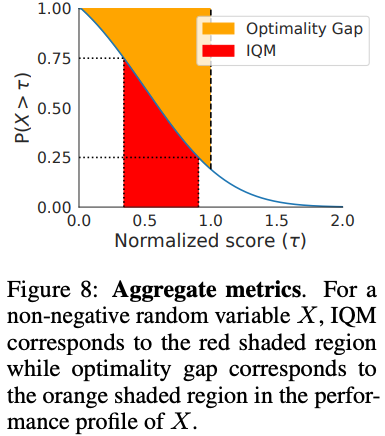 1.00
0.75
0.50
0.25
0.00
P(X > τ)
Optimality Gap
IQM
0.0 0.5 1.0 1.5 2.0
Normalized score (τ)
Figure 8: Aggregate metrics. For a
non-negative random variable X, IQM
corresponds to the red shaded region
while optimality gap corresponds to
the orange shaded region in the perfor-
mance profile of X.